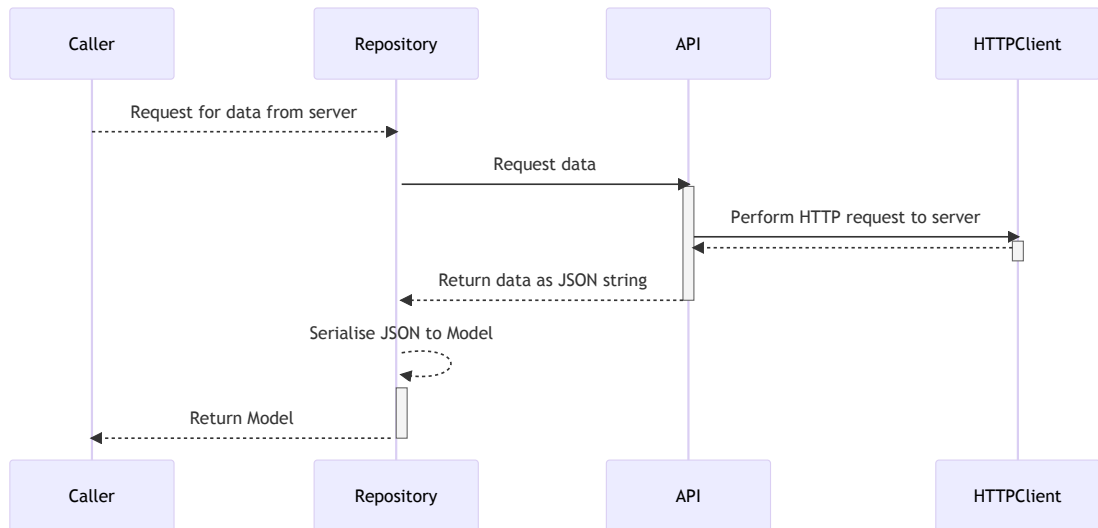 Caller
Repository
API
HTTPClient
Request for data from server
Request data
Perform HTTP request to server
Return data as JSON string
Serialise JSON to Model
Return Model
Caller
Repository
API
HTTPClient